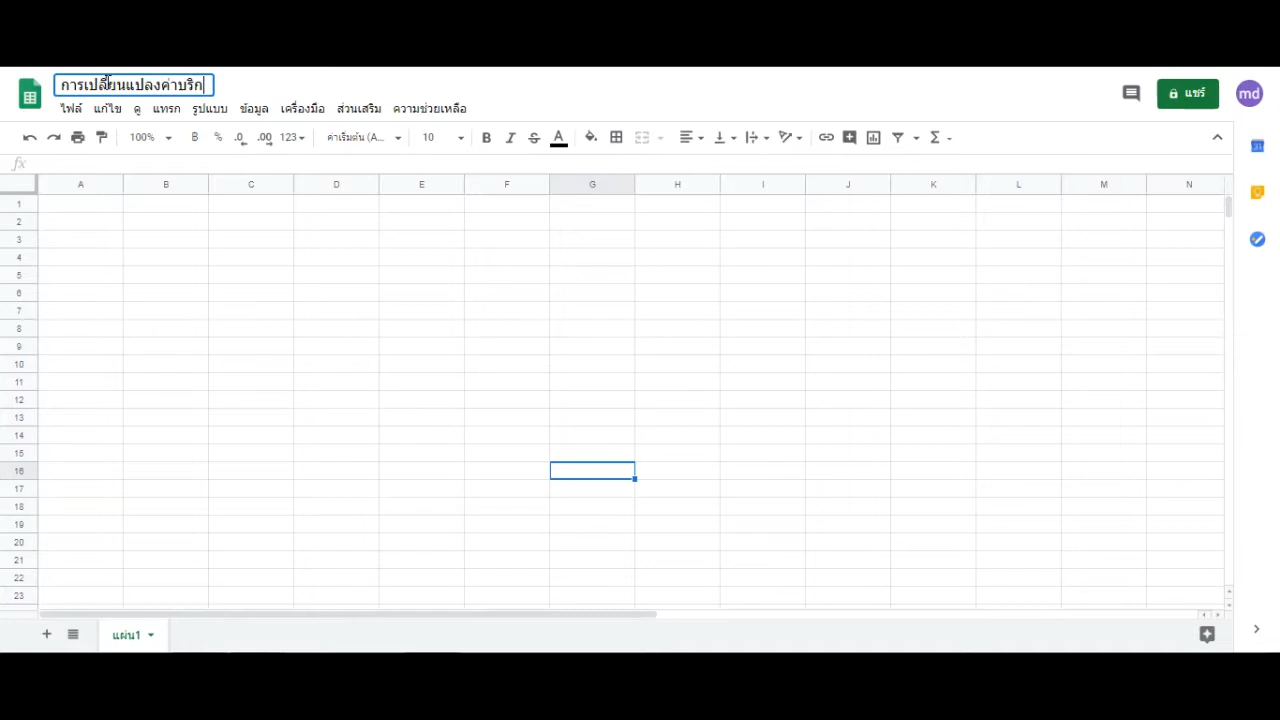 การเปลี่ยนแปลงค่าบริก
แชร์
md
ไฟล์ แก้ไข ดู แทรก รูปแบบ ข้อมูล เครื่องมือ ส่วนเสริม ความช่วยเหลือ
100% B % .0 .00 123 ค่าเริ่มต้น (A... 10 B I S A
fx
A B C D E F G H I J K L M N
1
2
3
4
5
6
7
8
9
10
11
12
13
14
15
16
17
18
19
20
21
22
23
แผ่น1